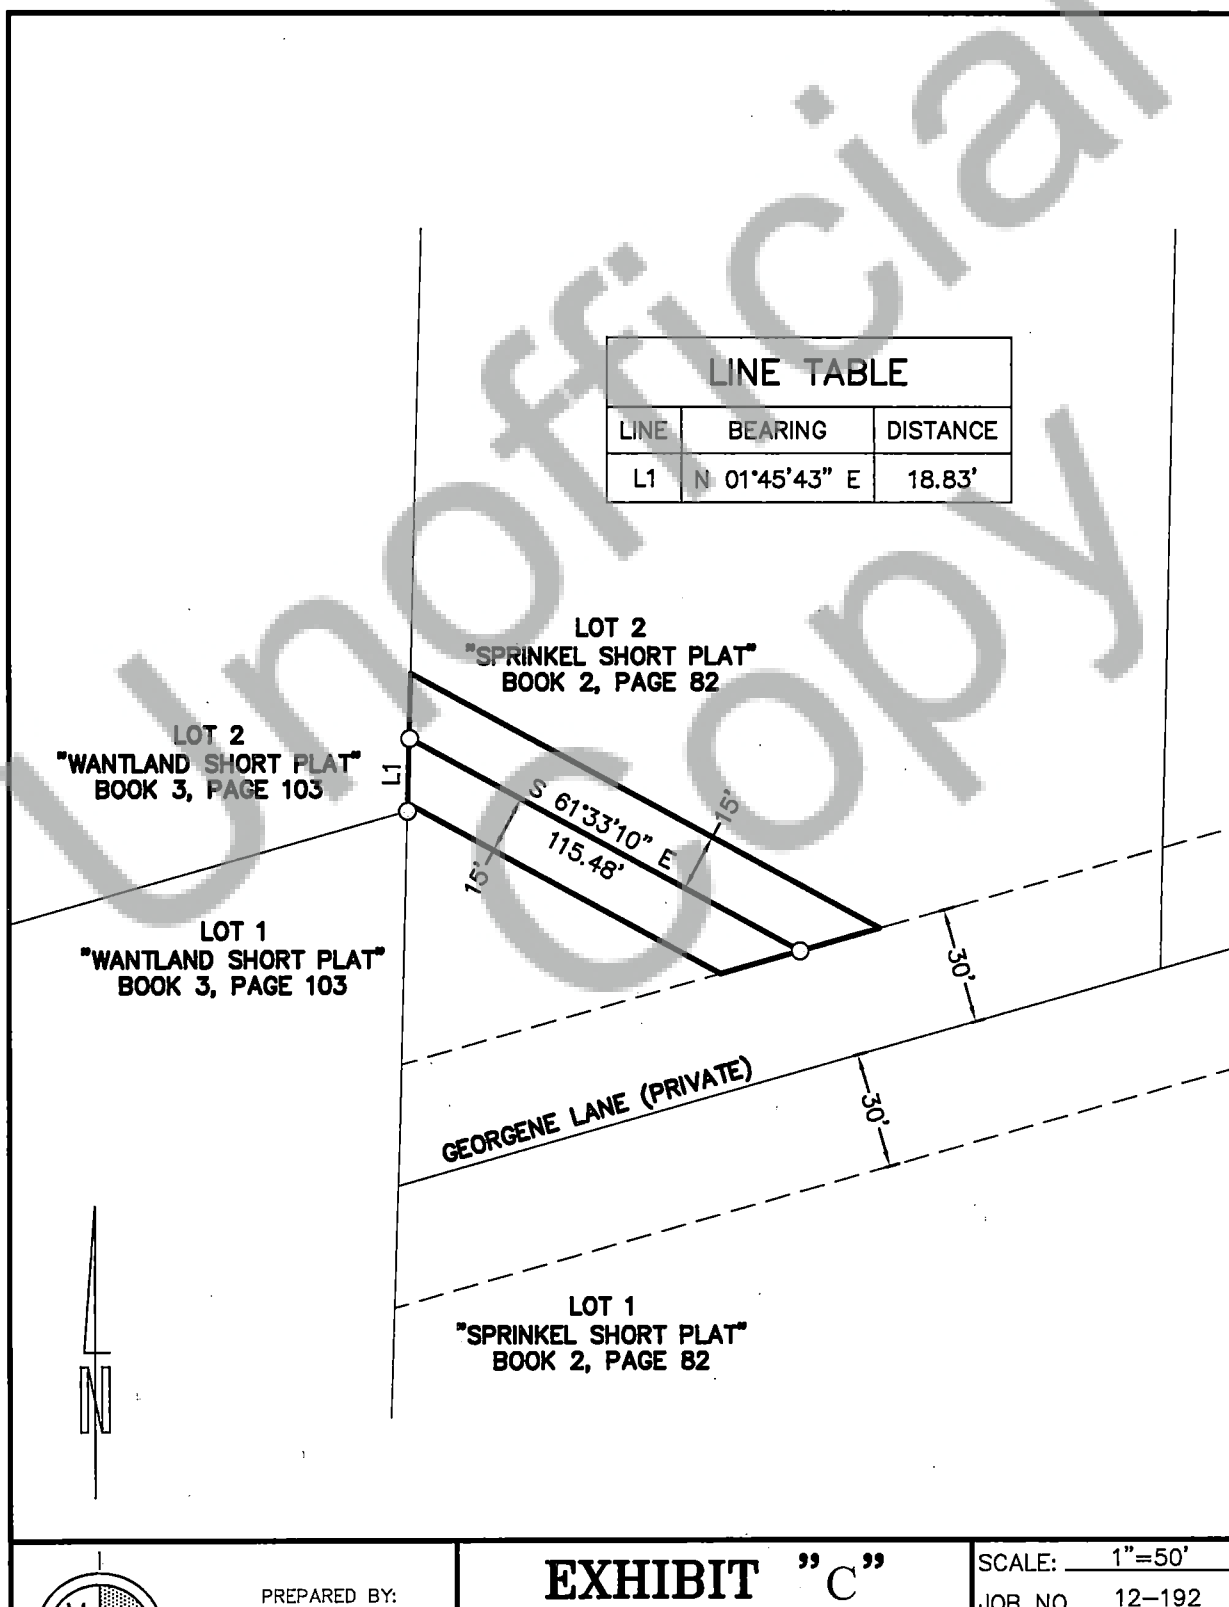 LINE TABLE
LINE BEARING DISTANCE
L1 N 01°45'43" E 18.83'
LOT 2
"SPRINKEL SHORT PLAT"
BOOK 2, PAGE 82
LOT 2
"WANTLAND SHORT PLAT"
BOOK 3, PAGE 103
L1
S 61°33'10" E
115.48'
15'
15'
LOT 1
"WANTLAND SHORT PLAT"
BOOK 3, PAGE 103
30'
GEORGENE LANE (PRIVATE)
30'
LOT 1
"SPRINKEL SHORT PLAT"
BOOK 2, PAGE 82
N
Unofficial
Copy
PREPARED BY:
EXHIBIT "C"
SCALE: 1"=50'
JOB NO. 12-192